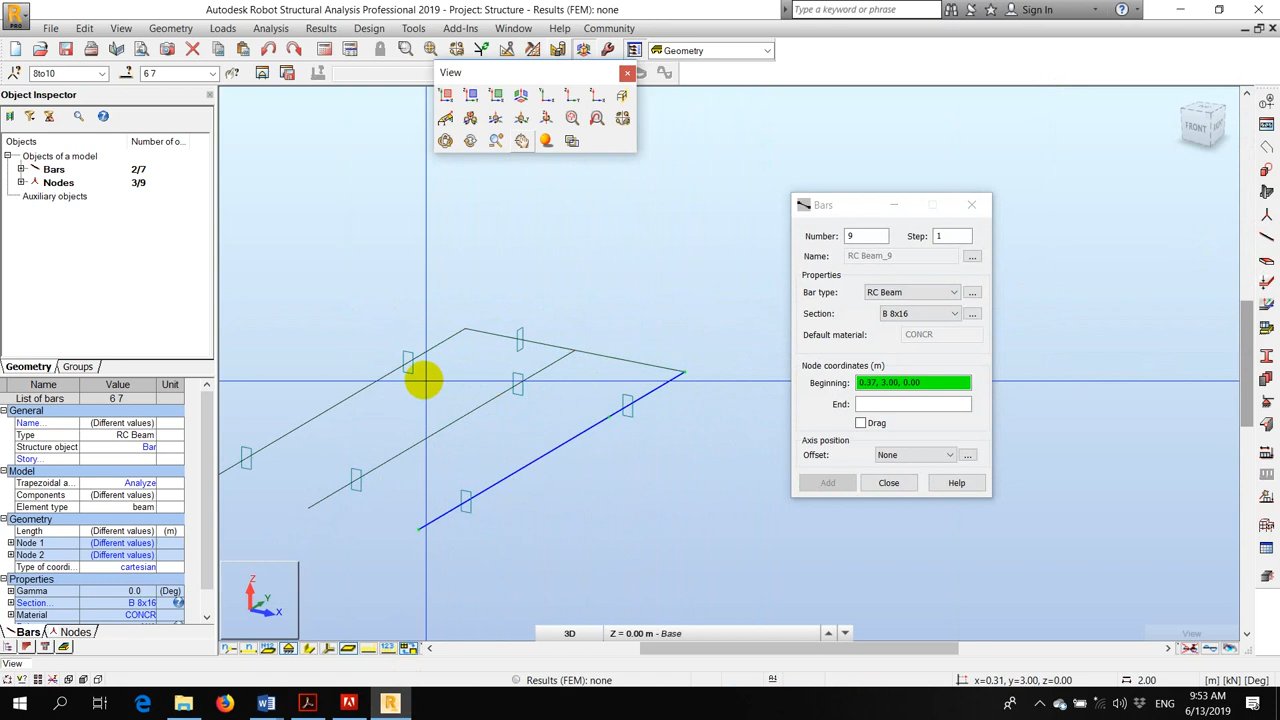 Autodesk Robot Structural Analysis Professional 2019 - Project: Structure - Results (FEM): none
Type a keyword or phrase
Sign In
PRO
File Edit View Geometry Loads Analysis Results Design Tools Add-Ins Window Help Community
Geometry
8to10
6 7
View
Object Inspector
Objects Number of o...
Objects of a model
Bars 2/7
Nodes 3/9
Auxiliary objects
FRONT
Bars
Number: 9 Step: 1
Name: RC Beam_9 ...
Properties
Bar type: RC Beam ...
Section: B 8x16 ...
Default material: CONCR
Node coordinates (m)
Beginning: 0.37, 3.00, 0.00
End:
Drag
Axis position
Offset: None ...
Add Close Help
Geometry Groups
Name Value Unit
List of bars 6 7
General
Name... (Different values)
Type RC Beam
Structure object Bar
Story...
Model
Trapezoidal a... Analyze
Components (Different values)
Element type beam
Geometry
Length (Different values) (m)
Node 1 (Different values)
Node 2 (Different values)
Type of coordi... cartesian
Properties
Gamma 0.0 (Deg)
Section... B 8x16
Material CONCR
Bars Nodes
Z
Y
X
3D Z = 0.00 m - Base
View
View
Results (FEM): none
x=0.31, y=3.00, z=0.00
2.00
[m] [kN] [Deg]
ENG
9:53 AM
6/13/2019